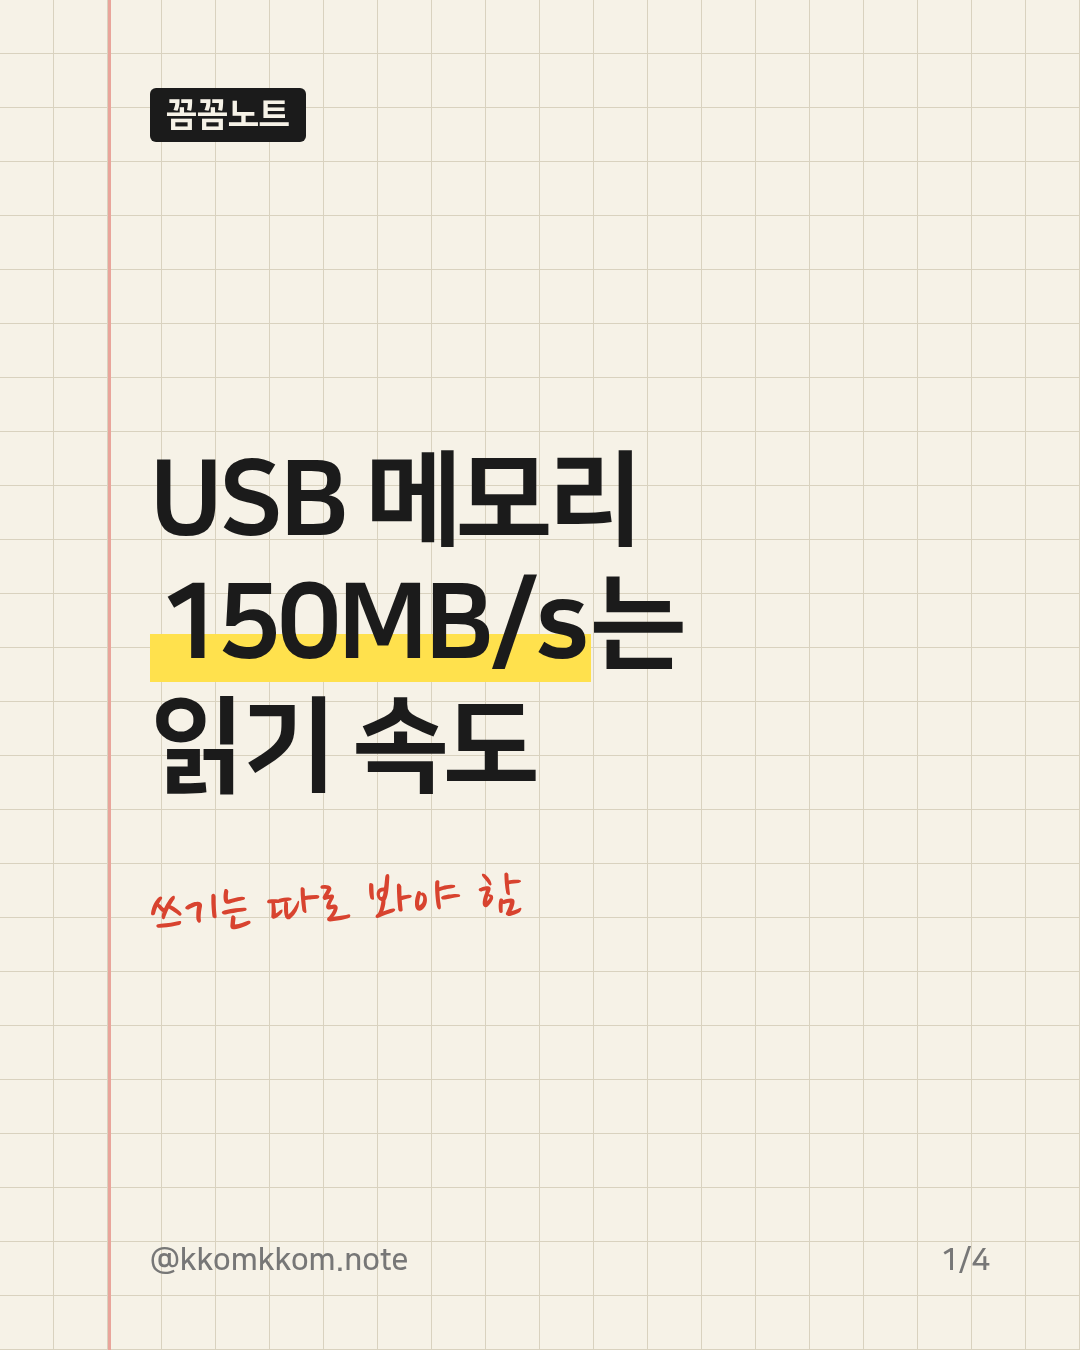 꼼꼼노트
USB 메모리
150MB/s는
읽기 속도
쓰기는 따로 봐야 함
@kkomkkom.note
1/4